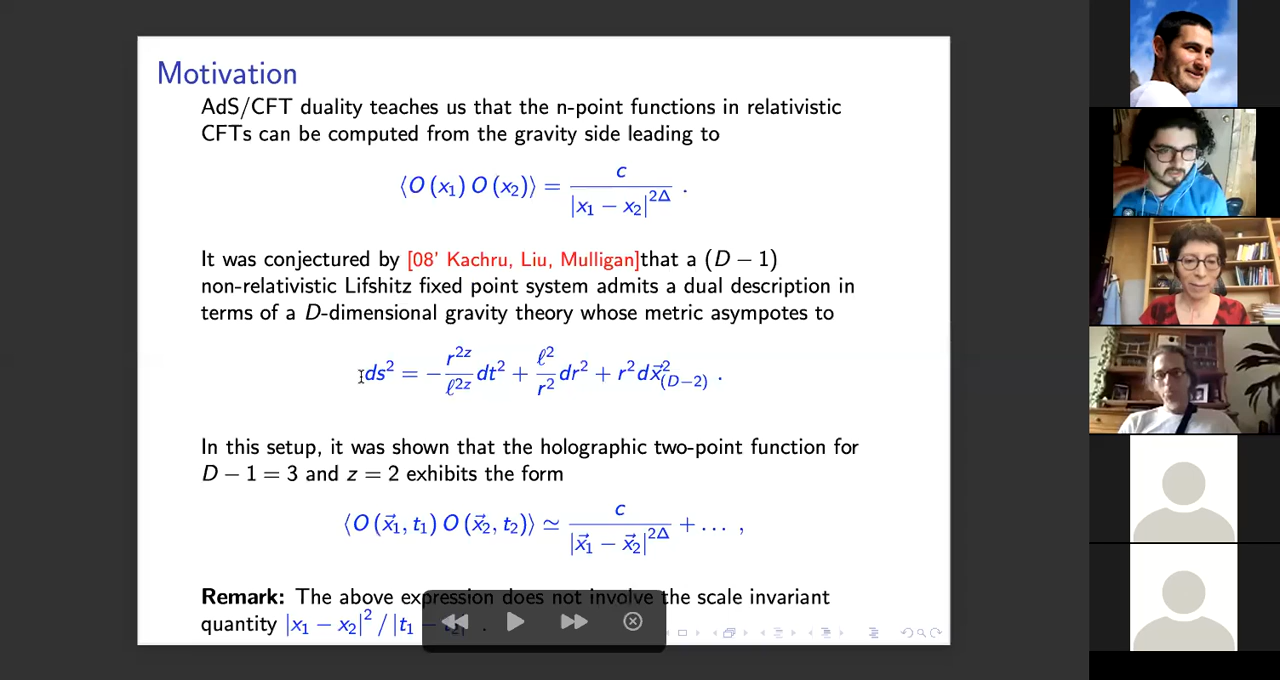 Motivation
AdS/CFT duality teaches us that the n-point functions in relativistic
CFTs can be computed from the gravity side leading to
⟨O (x₁) O (x₂)⟩ = c / |x₁ − x₂|^{2Δ} .
It was conjectured by [08' Kachru, Liu, Mulligan]that a (D − 1)
non-relativistic Lifshitz fixed point system admits a dual description in
terms of a D-dimensional gravity theory whose metric asympotes to
ds² = − r^{2z}/ℓ^{2z} dt² + ℓ²/r² dr² + r² dx⃗²_{(D−2)} .
In this setup, it was shown that the holographic two-point function for
D − 1 = 3 and z = 2 exhibits the form
⟨O (x⃗₁, t₁) O (x⃗₂, t₂)⟩ ≃ c / |x⃗₁ − x⃗₂|^{2Δ} + … ,
Remark: The above expression does not involve the scale invariant
quantity |x₁ − x₂|² / |t₁ − t₂| .